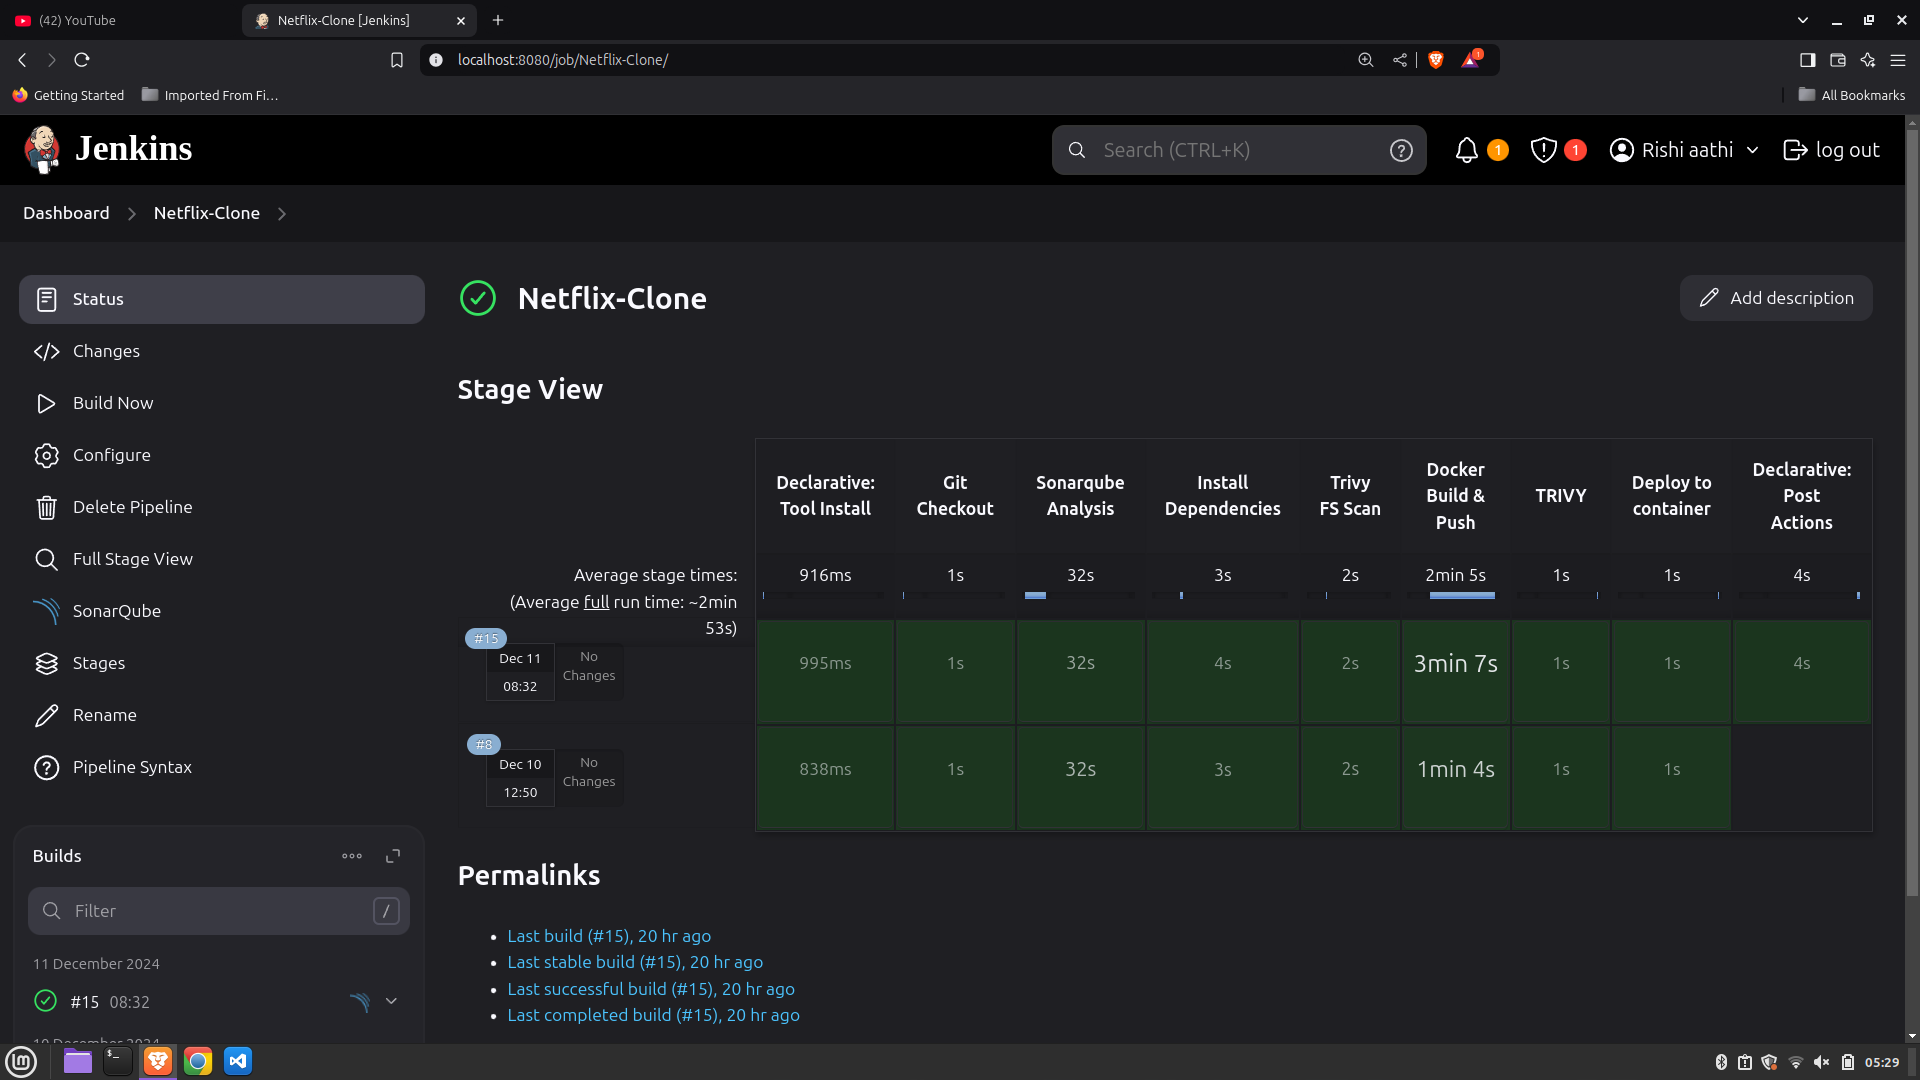 (42) YouTube
Netflix-Clone [Jenkins]
localhost:8080/job/Netflix-Clone/
1
Getting Started
Imported From Fi...
All Bookmarks
Jenkins
Search (CTRL+K)
?
1
1
Rishi aathi
log out
Dashboard
Netflix-Clone
Status
Changes
Build Now
Configure
Delete Pipeline
Full Stage View
SonarQube
Stages
Rename
Pipeline Syntax
Netflix-Clone
Add description
Stage View
Declarative: Tool Install
Git Checkout
Sonarqube Analysis
Install Dependencies
Trivy FS Scan
Docker Build & Push
TRIVY
Deploy to container
Declarative: Post Actions
Average stage times:
(Average full run time: ~2min
53s)
916ms 1s 32s 3s 2s 2min 5s 1s 1s 4s
#15
Dec 11
08:32
No
Changes
995ms 1s 32s 4s 2s 3min 7s 1s 1s 4s
#8
Dec 10
12:50
No
Changes
838ms 1s 32s 3s 2s 1min 4s 1s 1s
Builds
Filter
/
11 December 2024
#15 08:32
10 December 2024
Permalinks
Last build (#15), 20 hr ago
Last stable build (#15), 20 hr ago
Last successful build (#15), 20 hr ago
Last completed build (#15), 20 hr ago
05:29